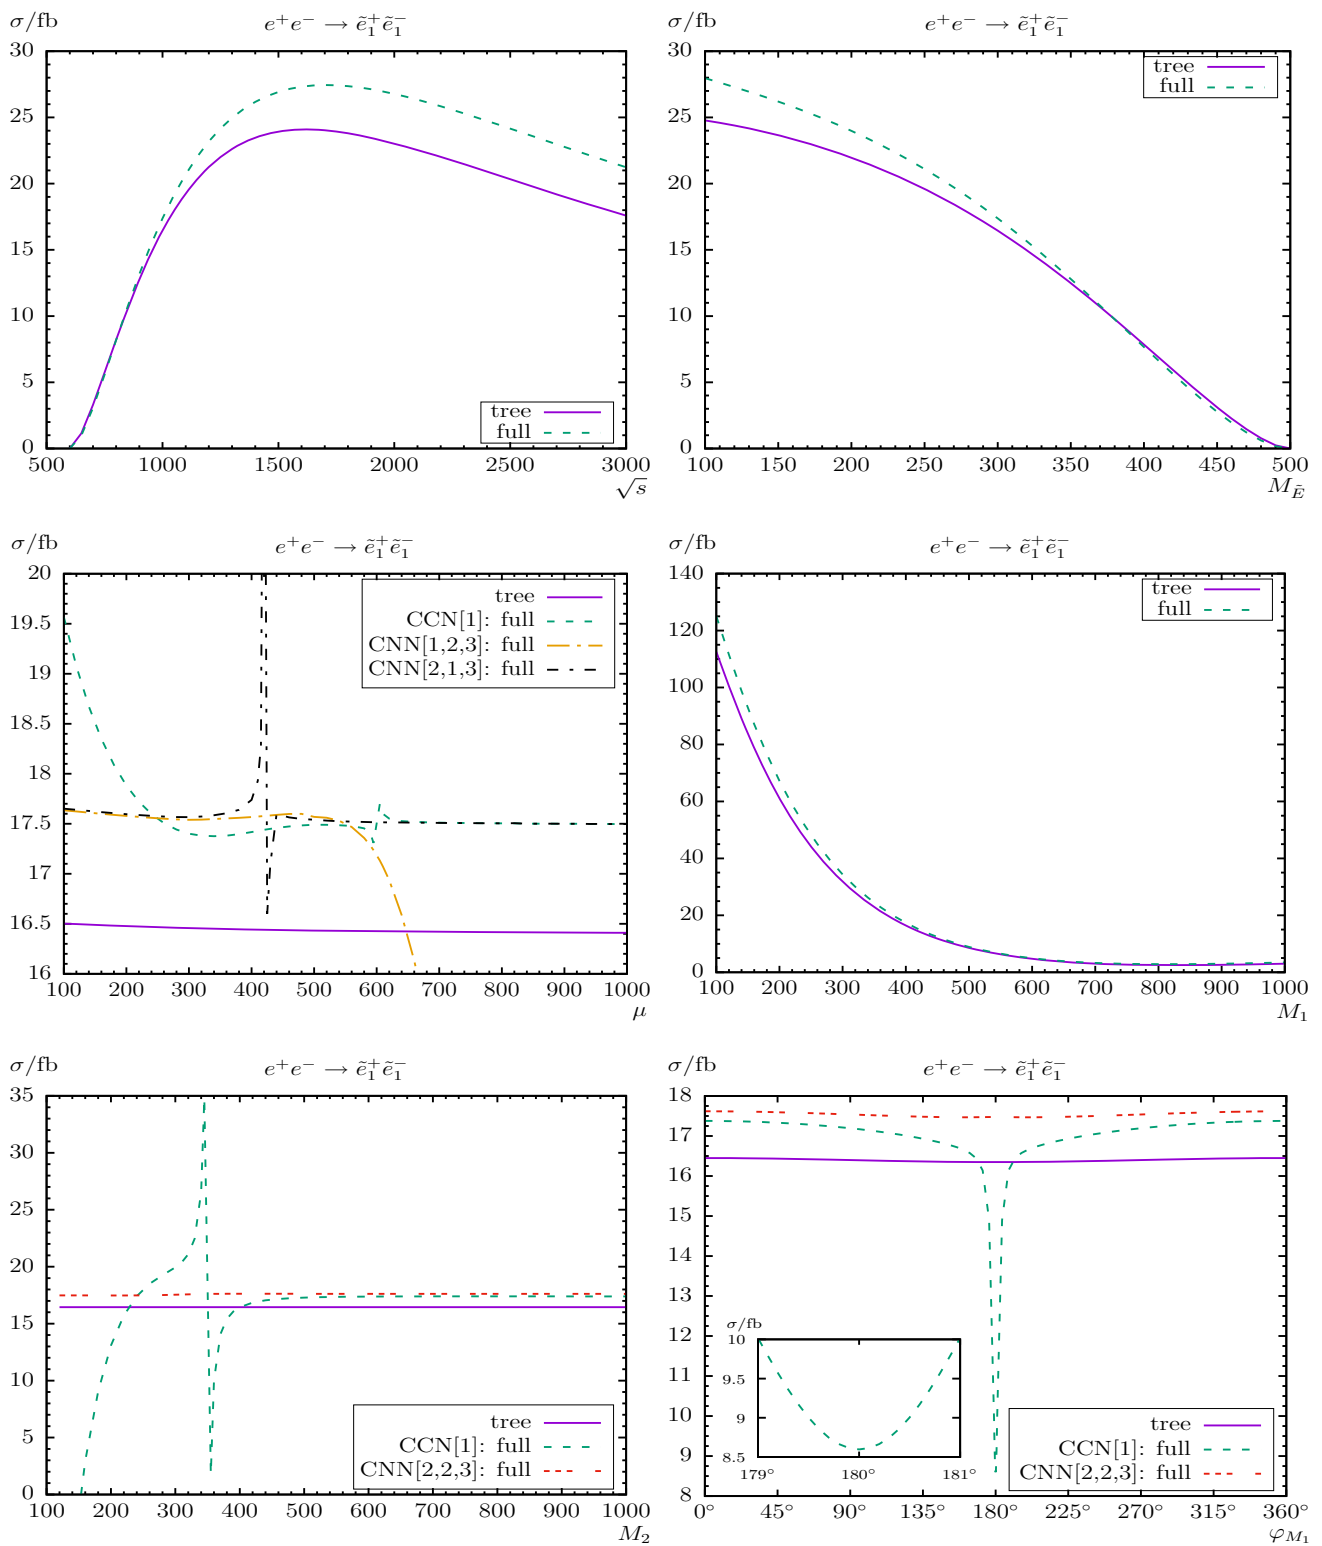 σ/fb
e⁺e⁻ → ẽ₁⁺ẽ₁⁻
30
25
20
15
10
5
0
tree
full
500 1000 1500 2000 2500 3000
√s
σ/fb
e⁺e⁻ → ẽ₁⁺ẽ₁⁻
30
25
20
15
10
5
0
tree
full
100 150 200 250 300 350 400 450 500
M_Ẽ
σ/fb
e⁺e⁻ → ẽ₁⁺ẽ₁⁻
20
19.5
19
18.5
18
17.5
17
16.5
16
tree
CCN[1]: full
CNN[1,2,3]: full
CNN[2,1,3]: full
100 200 300 400 500 600 700 800 900 1000
μ
σ/fb
e⁺e⁻ → ẽ₁⁺ẽ₁⁻
140
120
100
80
60
40
20
0
tree
full
100 200 300 400 500 600 700 800 900 1000
M₁
σ/fb
e⁺e⁻ → ẽ₁⁺ẽ₁⁻
35
30
25
20
15
10
5
0
tree
CCN[1]: full
CNN[2,2,3]: full
100 200 300 400 500 600 700 800 900 1000
M₂
σ/fb
e⁺e⁻ → ẽ₁⁺ẽ₁⁻
18
17
16
15
14
13
12
11
10
9
8
σ/fb
10
9.5
9
8.5
179° 180° 181°
tree
CCN[1]: full
CNN[2,2,3]: full
0° 45° 90° 135° 180° 225° 270° 315° 360°
φ_M₁